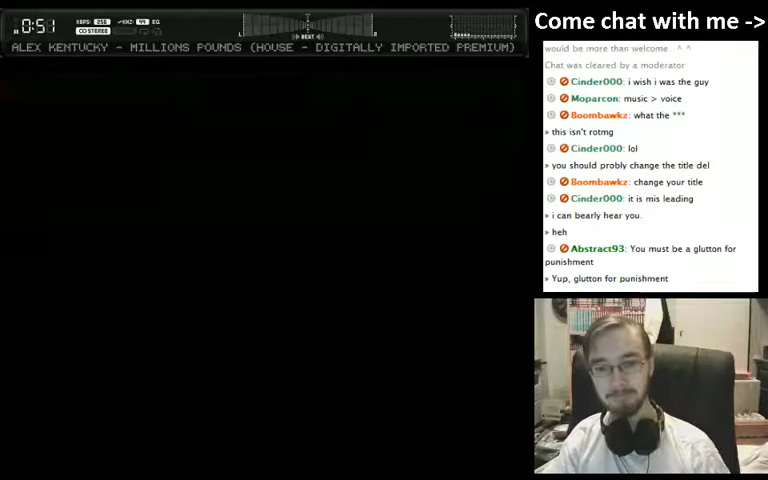 Come chat with me ->
0:51
KBPS: 256 KHZ: 44 EQ
STEREO
L BEAT R
ALEX KENTUCKY - MILLIONS POUNDS (HOUSE - DIGITALLY IMPORTED PREMIUM)
would be more than welcome. ^ ^
Chat was cleared by a moderator
Cinder000: i wish i was the guy
Moparcon: music > voice
Boombawkz: what the ***
» this isn't rotmg
Cinder000: lol
» you should probly change the title del
Boombawkz: change your title
Cinder000: it is mis leading
» i can bearly hear you.
» heh
Abstract93: You must be a glutton for
punishment
» Yup, glutton for punishment